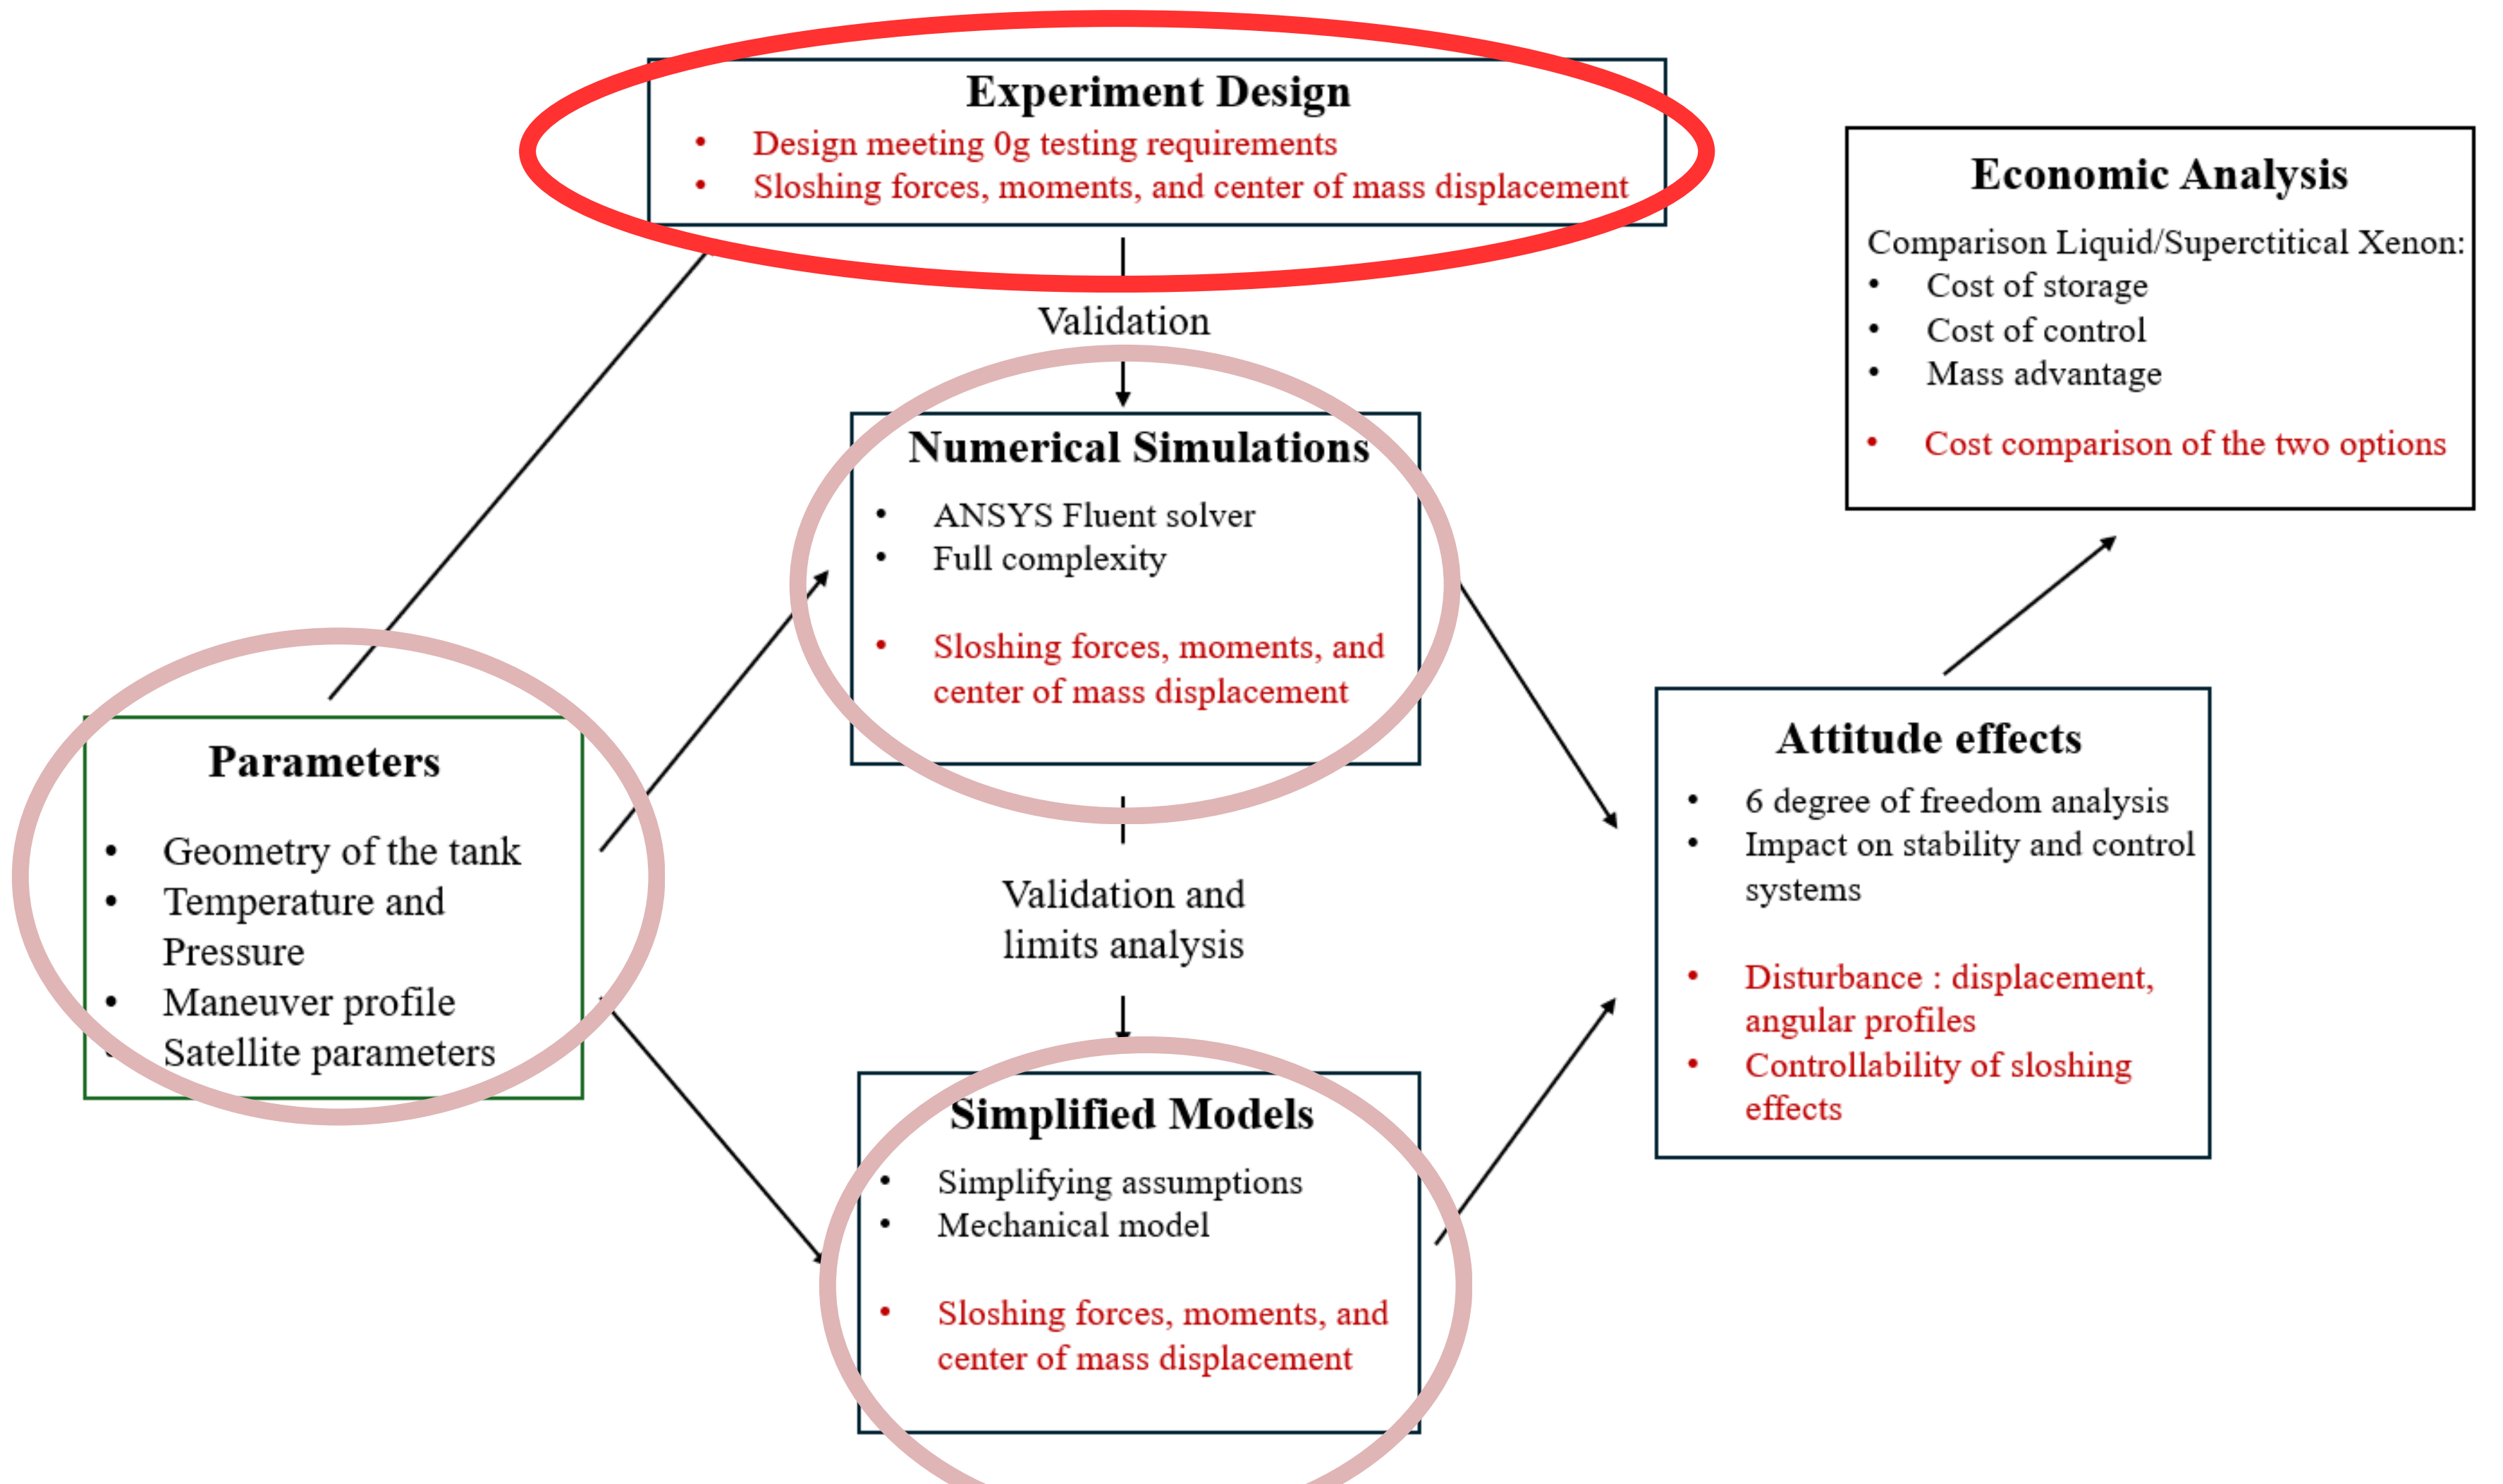 Experiment Design
• Design meeting 0g testing requirements
• Sloshing forces, moments, and center of mass displacement
Validation
Numerical Simulations
• ANSYS Fluent solver
• Full complexity
• Sloshing forces, moments, and
center of mass displacement
Economic Analysis
Comparison Liquid/Superctitical Xenon:
• Cost of storage
• Cost of control
• Mass advantage
• Cost comparison of the two options
Parameters
• Geometry of the tank
• Temperature and
Pressure
• Maneuver profile
• Satellite parameters
Validation and
limits analysis
Simplified Models
• Simplifying assumptions
• Mechanical model
• Sloshing forces, moments, and
center of mass displacement
Attitude effects
• 6 degree of freedom analysis
• Impact on stability and control
systems
• Disturbance : displacement,
angular profiles
• Controllability of sloshing
effects